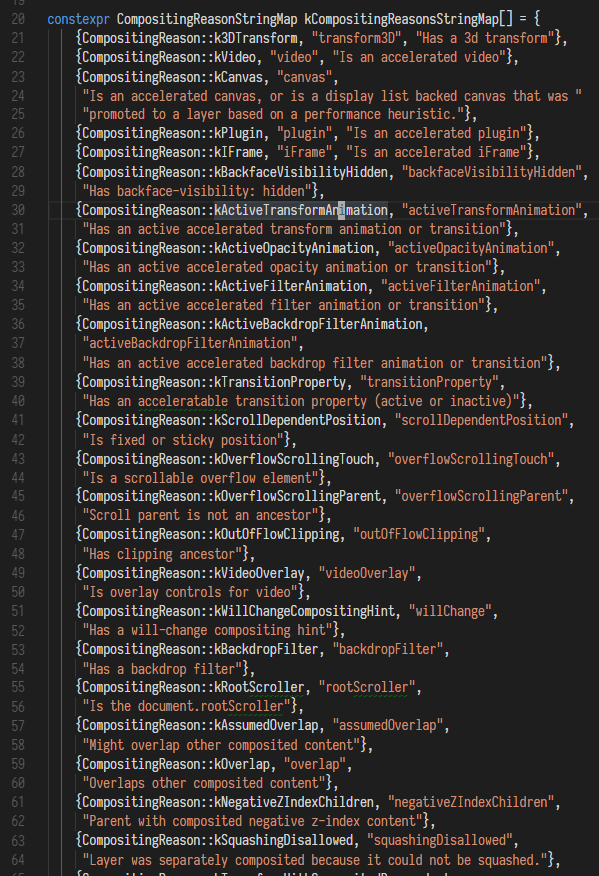 20 constexpr CompositingReasonStringMap kCompositingReasonsStringMap[] = {
21 {CompositingReason::k3DTransform, "transform3D", "Has a 3d transform"},
22 {CompositingReason::kVideo, "video", "Is an accelerated video"},
23 {CompositingReason::kCanvas, "canvas",
24 "Is an accelerated canvas, or is a display list backed canvas that was "
25 "promoted to a layer based on a performance heuristic."},
26 {CompositingReason::kPlugin, "plugin", "Is an accelerated plugin"},
27 {CompositingReason::kIFrame, "iFrame", "Is an accelerated iFrame"},
28 {CompositingReason::kBackfaceVisibilityHidden, "backfaceVisibilityHidden",
29 "Has backface-visibility: hidden"},
30 {CompositingReason::kActiveTransformAnimation, "activeTransformAnimation",
31 "Has an active accelerated transform animation or transition"},
32 {CompositingReason::kActiveOpacityAnimation, "activeOpacityAnimation",
33 "Has an active accelerated opacity animation or transition"},
34 {CompositingReason::kActiveFilterAnimation, "activeFilterAnimation",
35 "Has an active accelerated filter animation or transition"},
36 {CompositingReason::kActiveBackdropFilterAnimation,
37 "activeBackdropFilterAnimation",
38 "Has an active accelerated backdrop filter animation or transition"},
39 {CompositingReason::kTransitionProperty, "transitionProperty",
40 "Has an acceleratable transition property (active or inactive)"},
41 {CompositingReason::kScrollDependentPosition, "scrollDependentPosition",
42 "Is fixed or sticky position"},
43 {CompositingReason::kOverflowScrollingTouch, "overflowScrollingTouch",
44 "Is a scrollable overflow element"},
45 {CompositingReason::kOverflowScrollingParent, "overflowScrollingParent",
46 "Scroll parent is not an ancestor"},
47 {CompositingReason::kOutOfFlowClipping, "outOfFlowClipping",
48 "Has clipping ancestor"},
49 {CompositingReason::kVideoOverlay, "videoOverlay",
50 "Is overlay controls for video"},
51 {CompositingReason::kWillChangeCompositingHint, "willChange",
52 "Has a will-change compositing hint"},
53 {CompositingReason::kBackdropFilter, "backdropFilter",
54 "Has a backdrop filter"},
55 {CompositingReason::kRootScroller, "rootScroller",
56 "Is the document.rootScroller"},
57 {CompositingReason::kAssumedOverlap, "assumedOverlap",
58 "Might overlap other composited content"},
59 {CompositingReason::kOverlap, "overlap",
60 "Overlaps other composited content"},
61 {CompositingReason::kNegativeZIndexChildren, "negativeZIndexChildren",
62 "Parent with composited negative z-index content"},
63 {CompositingReason::kSquashingDisallowed, "squashingDisallowed",
64 "Layer was separately composited because it could not be squashed."},